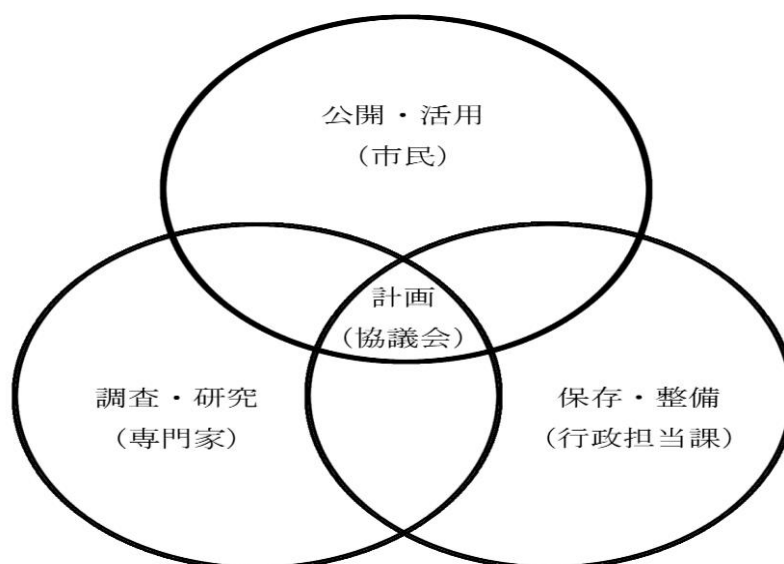 公開・活用
（市民）
計画
（協議会）
調査・研究
（専門家）
保存・整備
（行政担当課）